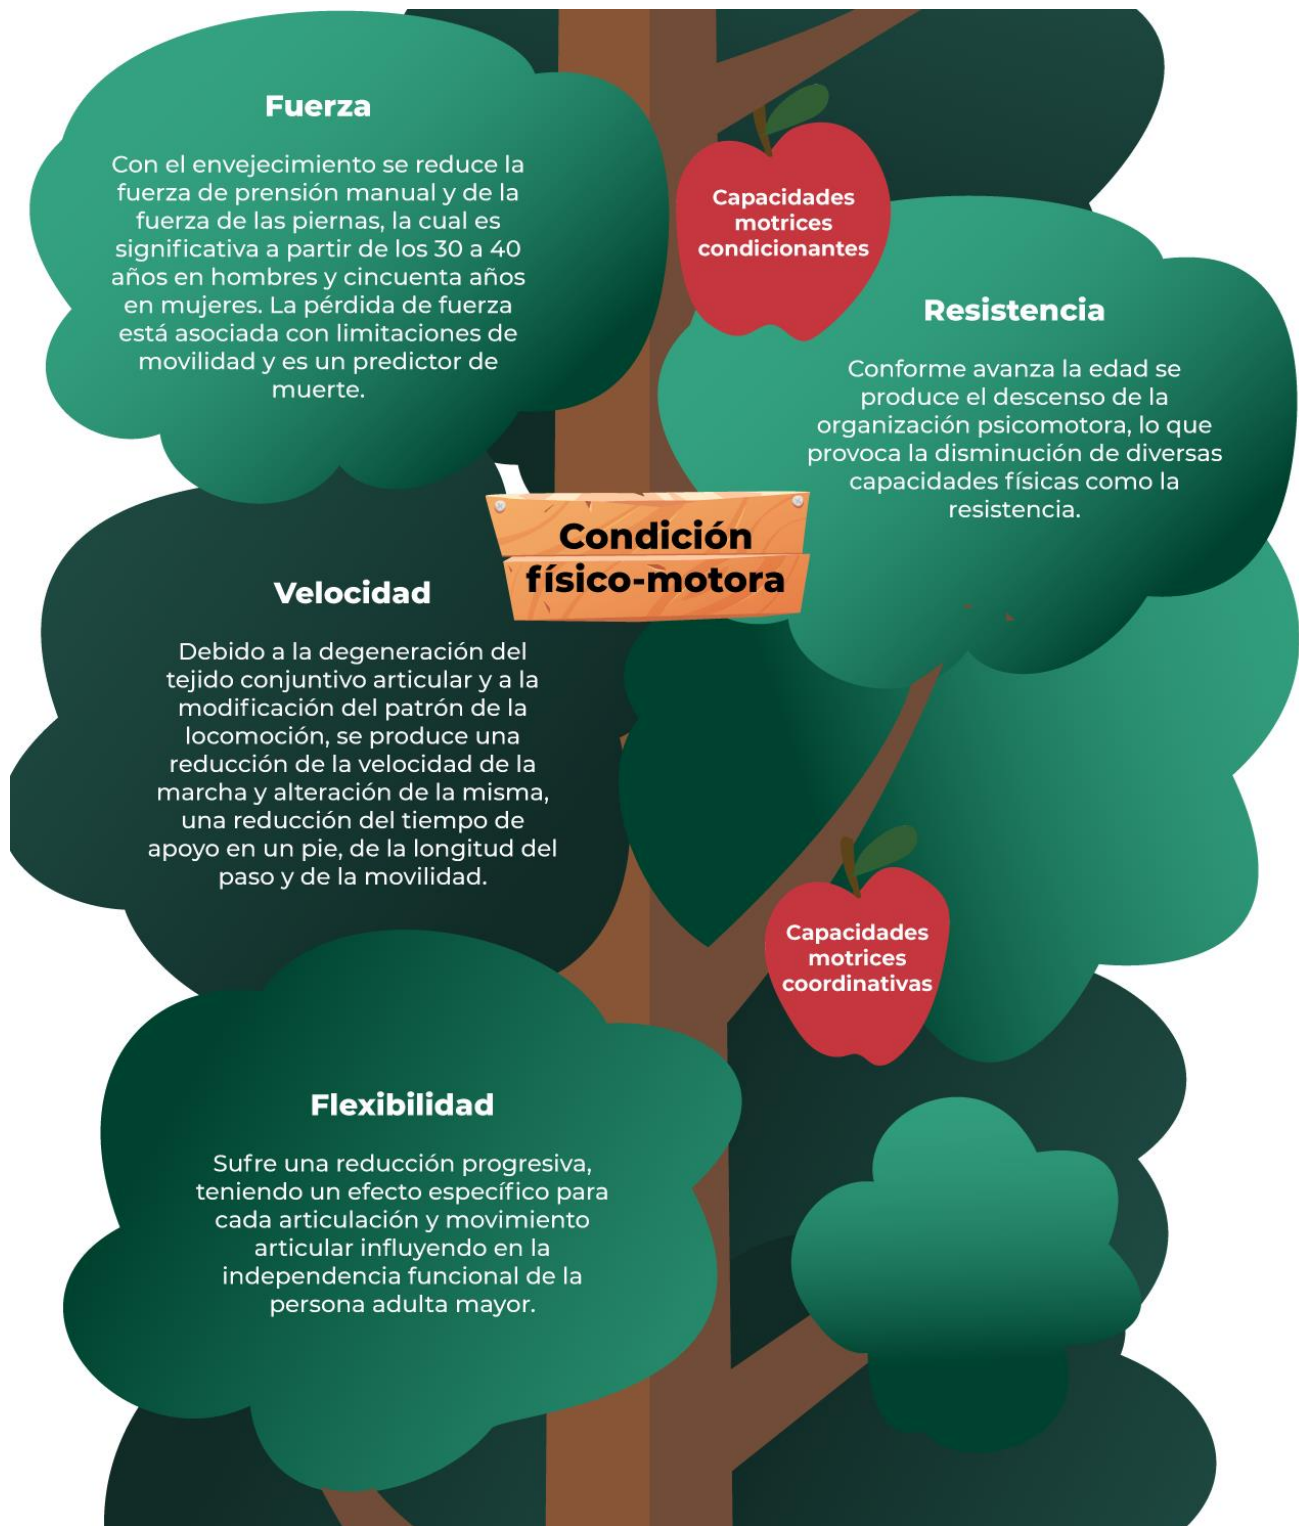 Fuerza
Con el envejecimiento se reduce la
fuerza de prensión manual y de la
fuerza de las piernas, la cual es
significativa a partir de los 30 a 40
años en hombres y cincuenta años
en mujeres. La pérdida de fuerza
está asociada con limitaciones de
movilidad y es un predictor de
muerte.
Capacidades
motrices
condicionantes
Resistencia
Conforme avanza la edad se
produce el descenso de la
organización psicomotora, lo que
provoca la disminución de diversas
capacidades físicas como la
resistencia.
Condición
físico-motora
Velocidad
Debido a la degeneración del
tejido conjuntivo articular y a la
modificación del patrón de la
locomoción, se produce una
reducción de la velocidad de la
marcha y alteración de la misma,
una reducción del tiempo de
apoyo en un pie, de la longitud del
paso y de la movilidad.
Capacidades
motrices
coordinativas
Flexibilidad
Sufre una reducción progresiva,
teniendo un efecto específico para
cada articulación y movimiento
articular influyendo en la
independencia funcional de la
persona adulta mayor.